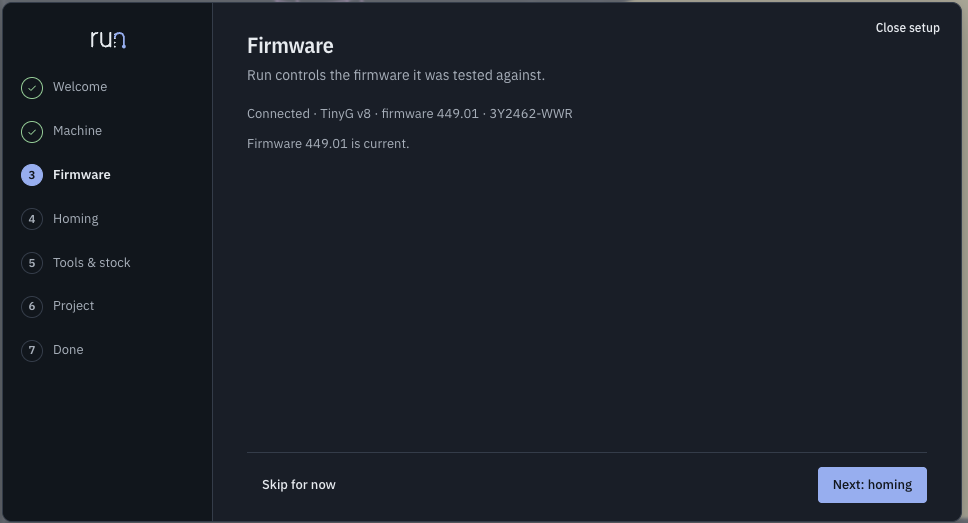 run
Close setup
Welcome
Machine
3 Firmware
4 Homing
5 Tools & stock
6 Project
7 Done
Firmware
Run controls the firmware it was tested against.
Connected · TinyG v8 · firmware 449.01 · 3Y2462-WWR
Firmware 449.01 is current.
Skip for now
Next: homing